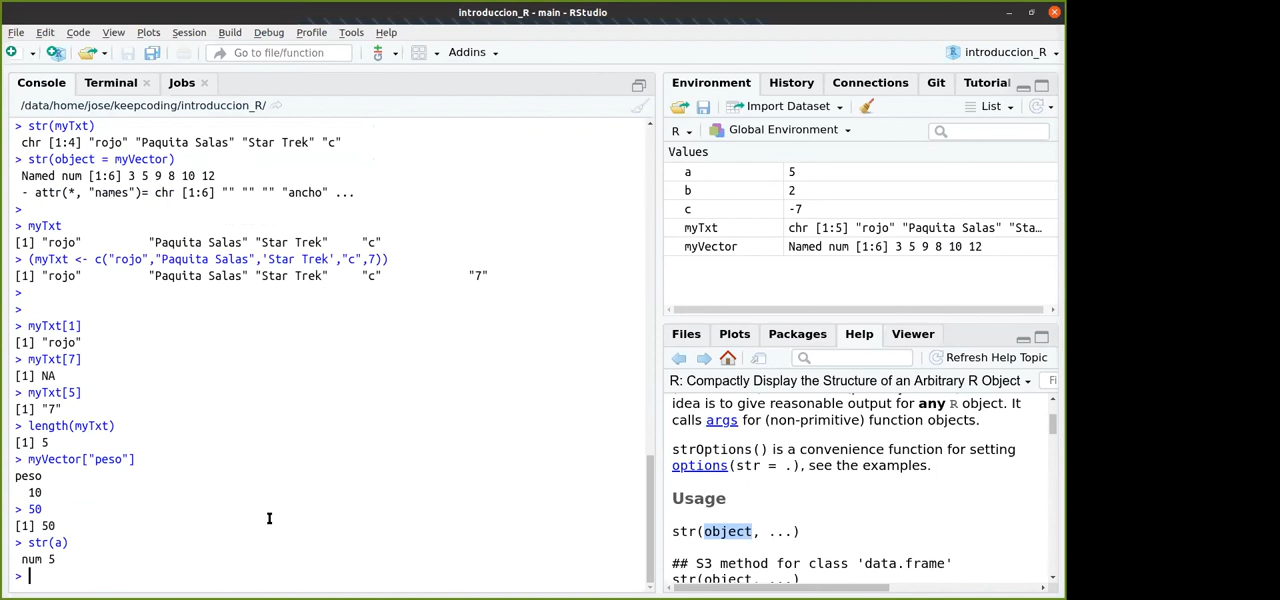 introduccion_R - main - RStudio
File Edit Code View Plots Session Build Debug Profile Tools Help
Go to file/function Addins introduccion_R
Console Terminal Jobs
/data/home/jose/keepcoding/introduccion_R/
> str(myTxt)
 chr [1:4] "rojo" "Paquita Salas" "Star Trek" "c"
> str(object = myVector)
 Named num [1:6] 3 5 9 8 10 12
 - attr(*, "names")= chr [1:6] "" "" "" "ancho" ...
>
> myTxt
[1] "rojo"          "Paquita Salas" "Star Trek"     "c"
> (myTxt <- c("rojo","Paquita Salas",'Star Trek',"c",7))
[1] "rojo"          "Paquita Salas" "Star Trek"     "c"             "7"
>
>
> myTxt[1]
[1] "rojo"
> myTxt[7]
[1] NA
> myTxt[5]
[1] "7"
> length(myTxt)
[1] 5
> myVector["peso"]
peso
  10
> 50
[1] 50
> str(a)
 num 5
>
Environment History Connections Git Tutorial
Import Dataset List
R Global Environment
Values
a 5
b 2
c -7
myTxt chr [1:5] "rojo" "Paquita Salas" "Sta…
myVector Named num [1:6] 3 5 9 8 10 12
Files Plots Packages Help Viewer
Refresh Help Topic
R: Compactly Display the Structure of an Arbitrary R Object Fi
idea is to give reasonable output for any R object. It
calls args for (non-primitive) function objects.
strOptions() is a convenience function for setting
options(str = .), see the examples.
Usage
str(object, ...)
## S3 method for class 'data.frame'
str(object, ...)